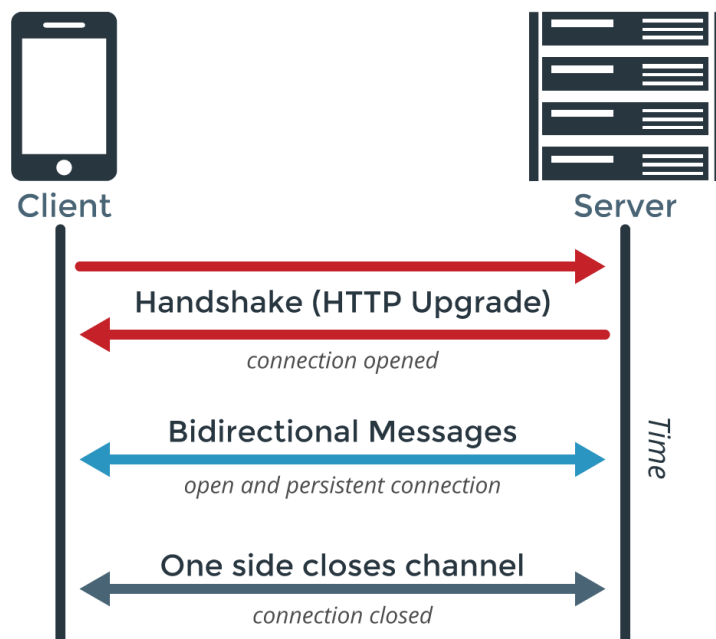 Client
Server
Handshake (HTTP Upgrade)
connection opened
Bidirectional Messages
open and persistent connection
Time
One side closes channel
connection closed